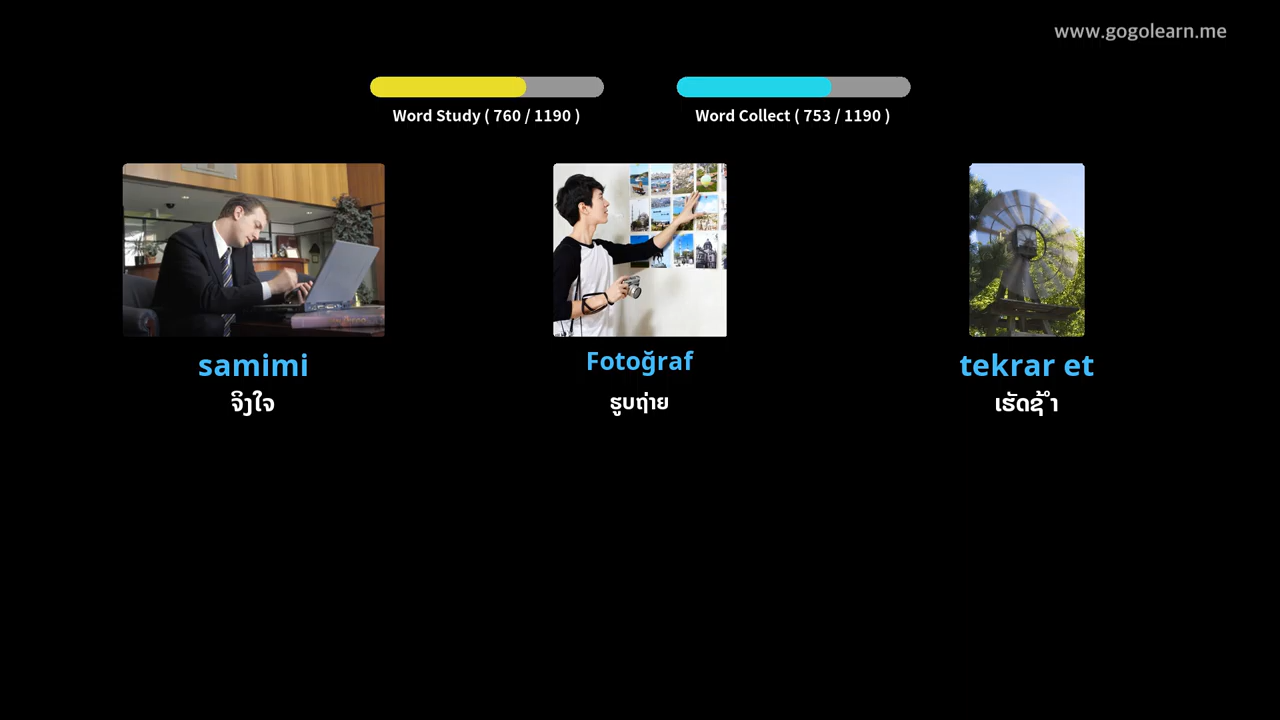 www.gogolearn.me
Word Study ( 760 / 1190 )
Word Collect ( 753 / 1190 )
samimi
Fotoğraf
tekrar et
ຈິງໃຈ
ຮູບຖ່າຍ
ເຮັດຊ້ໍາ